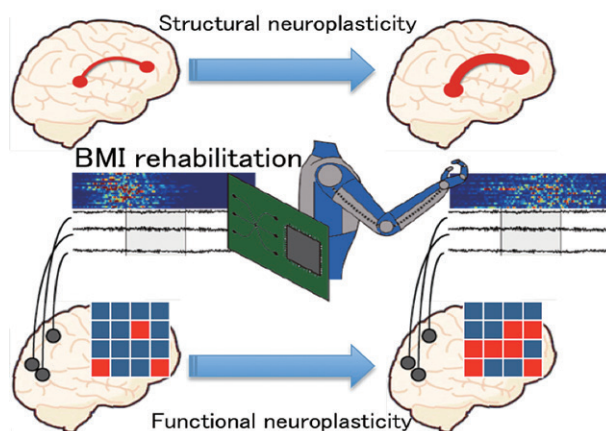 Structural neuroplasticity
BMI rehabilitation
Functional neuroplasticity